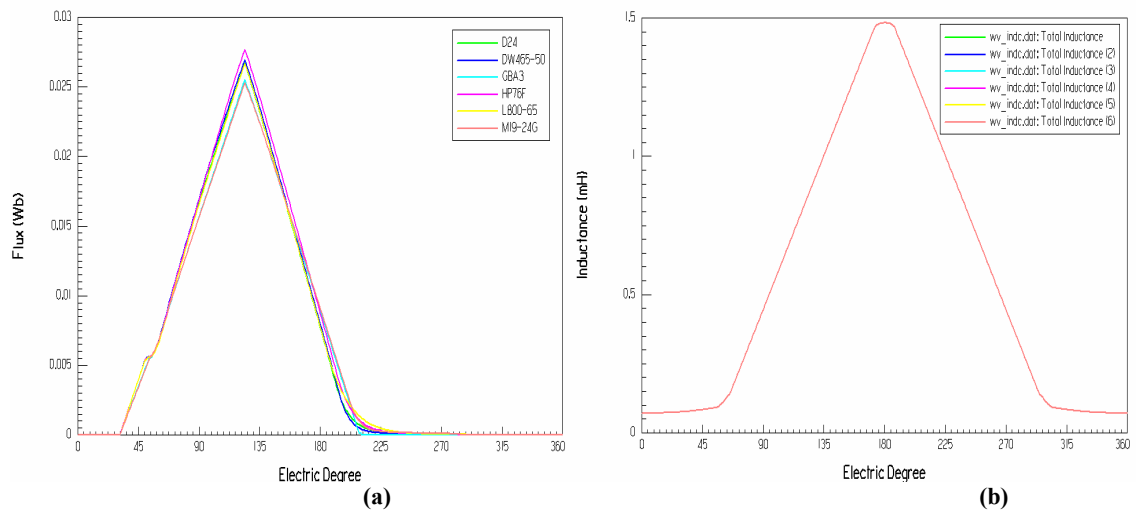 0.03
0.025
0.02
0.015
0.01
0.005
0
Flux (Wb)
D24
DW465-50
GBA3
HP76F
L800-65
M19-24G
0 45 90 135 180 225 270 315 360
Electric Degree
(a)
1.5
1
0.5
0
Inductance (mH)
wv_indc.dat: Total Inductance
wv_indc.dat: Total Inductance (2)
wv_indc.dat: Total Inductance (3)
wv_indc.dat: Total Inductance (4)
wv_indc.dat: Total Inductance (5)
wv_indc.dat: Total Inductance (6)
0 45 90 135 180 225 270 315 360
Electric Degree
(b)